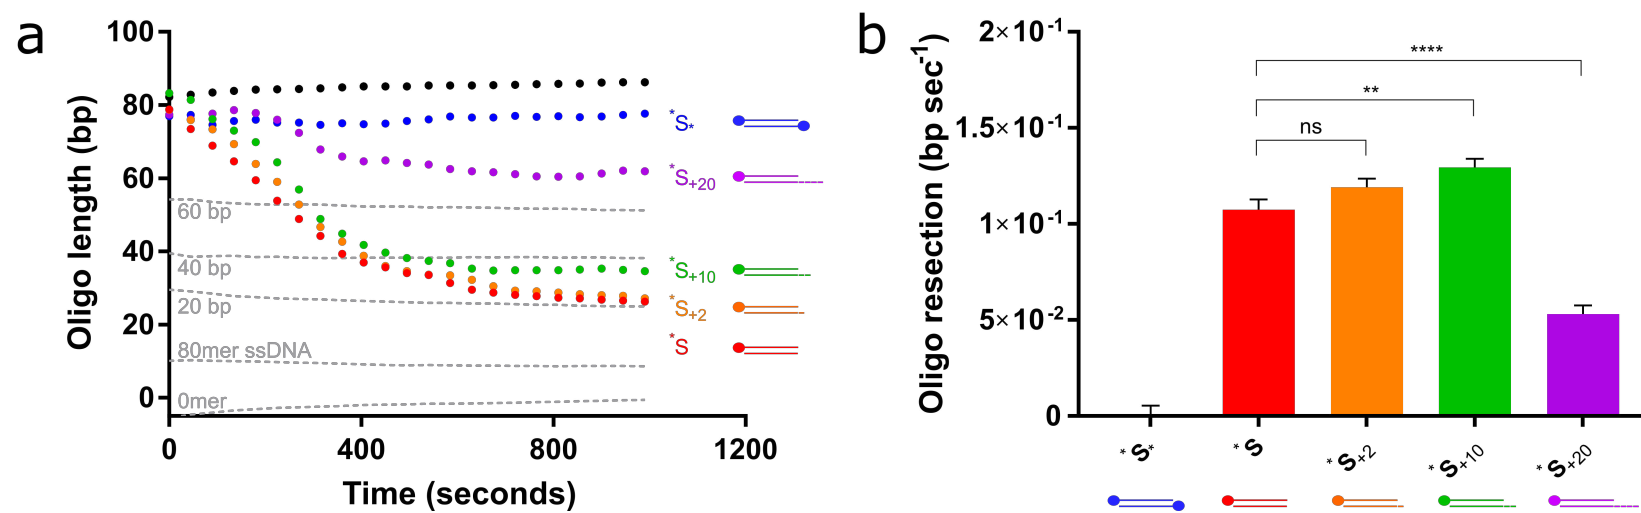 a
Oligo length (bp)
100
80
60
40
20
0
60 bp
40 bp
20 bp
80mer ssDNA
0mer
0
400
800
1200
Time (seconds)
*S*
*S+20
*S+10
*S+2
*S
b
Oligo resection (bp sec-1)
2×10-1
1.5×10-1
1×10-1
5×10-2
0
****
**
ns
*S*
*S
*S+2
*S+10
*S+20